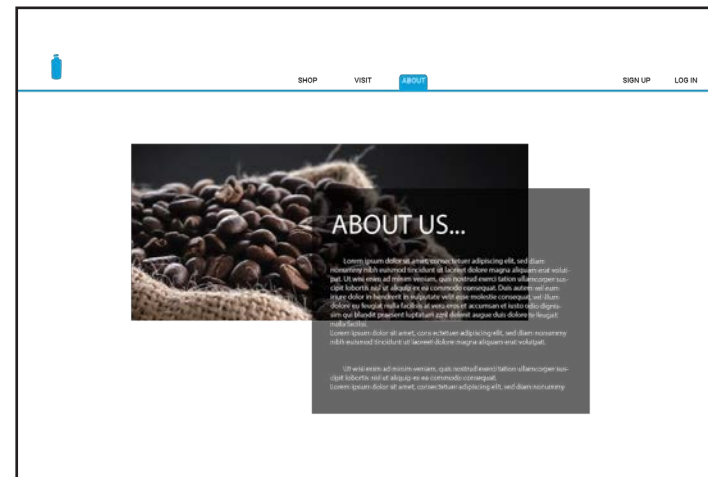 SHOP VISIT ABOUT SIGN UP LOG IN
ABOUT US...
Lorem ipsum dolor sit amet, consectetuer adipiscing elit, sed diam
nonummy nibh euismod tincidunt ut laoreet dolore magna aliquam erat volut-
pat. Ut wisi enim ad minim veniam, quis nostrud exerci tation ullamcorper sus-
cipit lobortis nisl ut aliquip ex ea commodo consequat. Duis autem vel eum
iriure dolor in hendrerit in vulputate velit esse molestie consequat, vel illum
dolore eu feugiat nulla facilisis at vero eros et accumsan et iusto odio dignis-
sim qui blandit praesent luptatum zzril delenit augue duis dolore te feugait
nulla facilisi.
Lorem ipsum dolor sit amet, cons ectetuer adipiscing elit, sed diam nonummy
nibh euismod tincidunt ut laoreet dolore magna aliquam erat volutpat.
Ut wisi enim ad minim veniam, quis nostrud exerci tation ullamcorper sus-
cipit lobortis nisl ut aliquip ex ea commodo consequat.
Lorem ipsum dolor sit amet, consectetuer adipiscing elit, sed diam nonummy